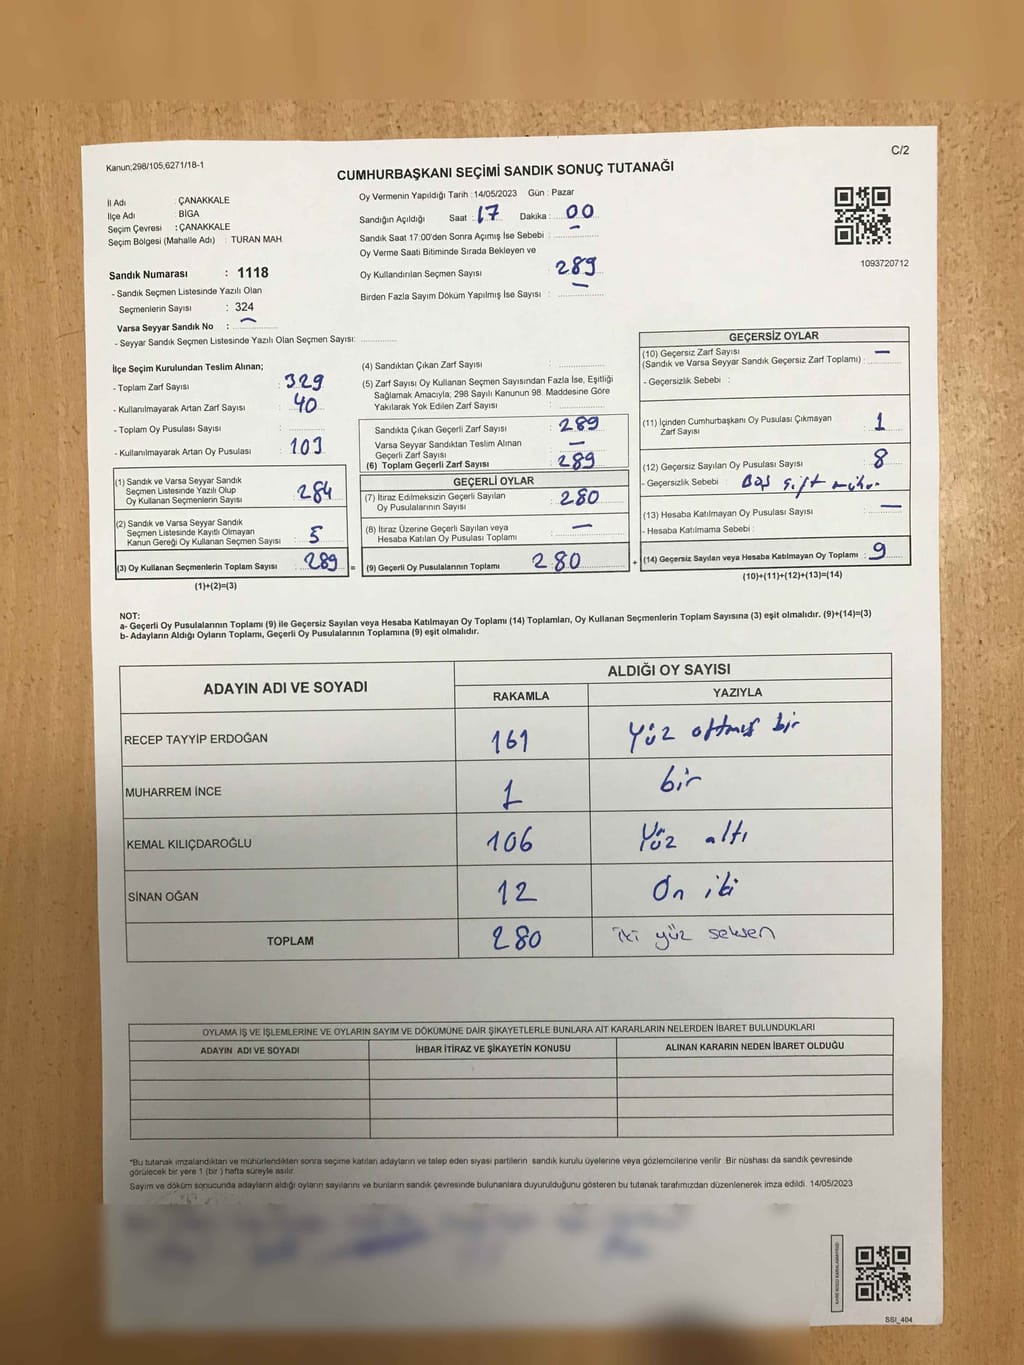 Kanun;298/105,6271/18-1
C/2
CUMHURBAŞKANI SEÇİMİ SANDIK SONUÇ TUTANAĞI
İl Adı : ÇANAKKALE
İlçe Adı : BİGA
Seçim Çevresi : ÇANAKKALE
Seçim Bölgesi (Mahalle Adı) : TURAN MAH.
Sandık Numarası : 1118
- Sandık Seçmen Listesinde Yazılı Olan
Seçmenlerin Sayısı : 324
Varsa Seyyar Sandık No : —
- Seyyar Sandık Seçmen Listesinde Yazılı Olan Seçmen Sayısı:
Oy Vermenin Yapıldığı Tarih : 14/05/2023 Gün : Pazar
Sandığın Açıldığı Saat : 17 Dakika : 00
Sandık Saat 17:00'den Sonra Açımış İse Sebebi : —
Oy Verme Saati Bitiminde Sırada Bekleyen ve
Oy Kullandırılan Seçmen Sayısı : 289
Birden Fazla Sayım Döküm Yapılmış İse Sayısı : —
1093720712
İlçe Seçim Kurulundan Teslim Alınan;
- Toplam Zarf Sayısı : 329
- Kullanılmayarak Artan Zarf Sayısı : 40
- Toplam Oy Pusulası Sayısı :
- Kullanılmayarak Artan Oy Pusulası : 103
(1) Sandık ve Varsa Seyyar Sandık
Seçmen Listesinde Yazılı Olup
Oy Kullanan Seçmenlerin Sayısı : 284
(2) Sandık ve Varsa Seyyar Sandık
Seçmen Listesinde Kayıtlı Olmayan
Kanun Gereği Oy Kullanan Seçmen Sayısı : 5
(3) Oy Kullanan Seçmenlerin Toplam Sayısı : 289 =
(1)+(2)=(3)
(4) Sandıktan Çıkan Zarf Sayısı :
(5) Zarf Sayısı Oy Kullanan Seçmen Sayısından Fazla İse, Eşitliği
Sağlamak Amacıyla; 298 Sayılı Kanunun 98. Maddesine Göre
Yakılarak Yok Edilen Zarf Sayısı :
Sandıkta Çıkan Geçerli Zarf Sayısı : 289
Varsa Seyyar Sandıktan Teslim Alınan
Geçerli Zarf Sayısı : —
(6) Toplam Geçerli Zarf Sayısı : 289
GEÇERLİ OYLAR
(7) İtiraz Edilmeksizin Geçerli Sayılan
Oy Pusulalarının Sayısı : 280
(8) İtiraz Üzerine Geçerli Sayılan veya
Hesaba Katılan Oy Pusulası Toplamı : —
(9) Geçerli Oy Pusulalarının Toplamı : 280 +
GEÇERSİZ OYLAR
(10) Geçersiz Zarf Sayısı —
(Sandık ve Varsa Seyyar Sandık Geçersiz Zarf Toplamı) :
- Geçersizlik Sebebi :
(11) İçinden Cumhurbaşkanı Oy Pusulası Çıkmayan
Zarf Sayısı : 1
(12) Geçersiz Sayılan Oy Pusulası Sayısı : 8
- Geçersizlik Sebebi : Boş çift mühür
(13) Hesaba Katılmayan Oy Pusulası Sayısı : —
- Hesaba Katılmama Sebebi :
(14) Geçersiz Sayılan veya Hesaba Katılmayan Oy Toplamı : 9
(10)+(11)+(12)+(13)=(14)
NOT:
a- Geçerli Oy Pusulalarının Toplamı (9) ile Geçersiz Sayılan veya Hesaba Katılmayan Oy Toplamı (14) Toplamları, Oy Kullanan Seçmenlerin Toplam Sayısına (3) eşit olmalıdır. (9)+(14)=(3)
b- Adayların Aldığı Oyların Toplamı, Geçerli Oy Pusulalarının Toplamına (9) eşit olmalıdır.
ADAYIN ADI VE SOYADI
ALDIĞI OY SAYISI
RAKAMLA YAZIYLA
RECEP TAYYİP ERDOĞAN 161 Yüz altmış bir
MUHARREM İNCE 1 bir
KEMAL KILIÇDAROĞLU 106 Yüz altı
SİNAN OĞAN 12 On iki
TOPLAM 280 iki yüz seksen
OYLAMA İŞ VE İŞLEMLERİNE VE OYLARIN SAYIM VE DÖKÜMÜNE DAİR ŞİKAYETLERLE BUNLARA AİT KARARLARIN NELERDEN İBARET BULUNDUKLARI
ADAYIN ADI VE SOYADI İHBAR İTİRAZ VE ŞİKAYETİN KONUSU ALINAN KARARIN NEDEN İBARET OLDUĞU
*Bu tutanak imzalandıktan ve mühürlendikten sonra seçime katılan adayların ve talep eden siyasi partilerin sandık kurulu üyelerine veya gözlemcilerine verilir. Bir nüshası da sandık çevresinde
görülecek bir yere 1 (bir ) hafta süreyle asılır.
Sayım ve döküm sonucunda adayların aldığı oyların sayılarını ve bunların sandık çevresinde bulunanlara duyurulduğunu gösteren bu tutanak tarafımızdan düzenlenerek imza edildi. 14/05/2023
SSI_404